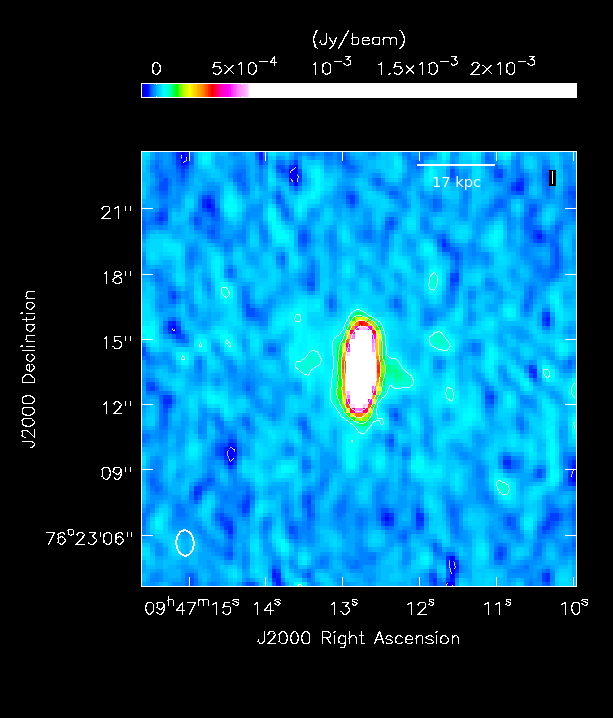 (Jy/beam)
0 5×10⁻⁴ 10⁻³ 1.5×10⁻³ 2×10⁻³
17 kpc
I
21''
18''
15''
12''
09''
76°23'06''
J2000 Declination
09ʰ47ᵐ15ˢ 14ˢ 13ˢ 12ˢ 11ˢ 10ˢ
J2000 Right Ascension